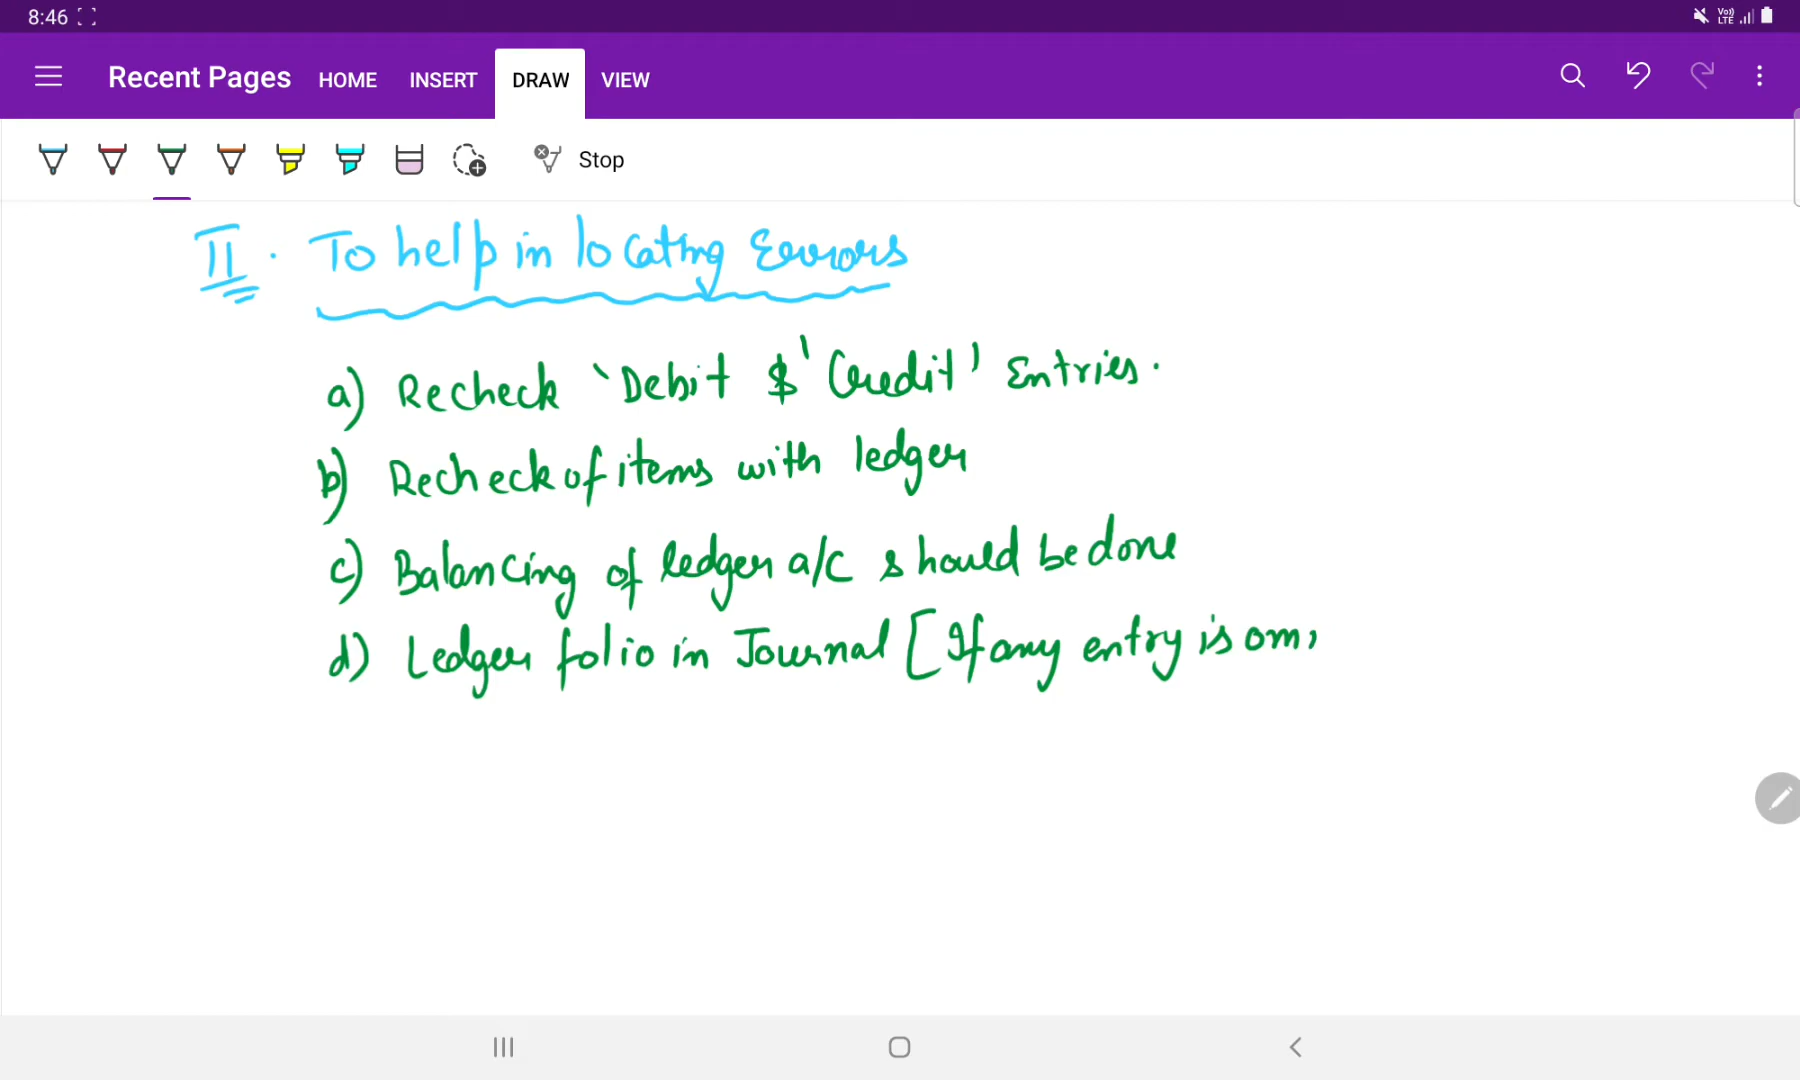 8:46
Vo)) LTE
Recent Pages HOME INSERT DRAW VIEW
Stop
II. To help in locating Errors
a) Recheck 'Debit $ 'Credit' Entries.
b) Recheck of items with ledger
c) Balancing of ledger a/c should be done
d) Ledger folio in Journal [If any entry is om